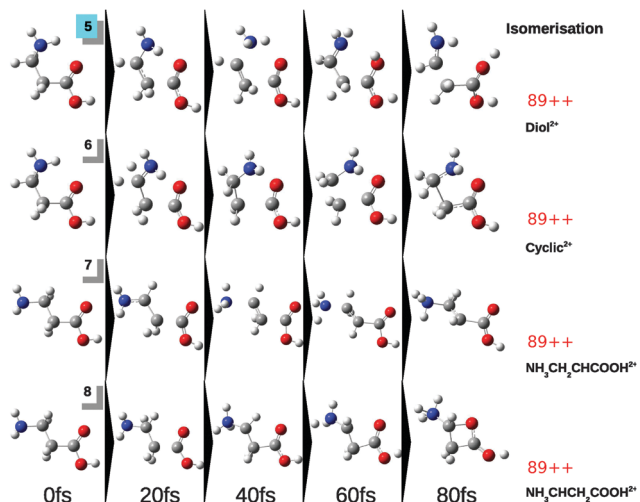 5
Isomerisation
89++
Diol²⁺
6
89++
Cyclic²⁺
7
89++
NH₃CH₂CHCOOH²⁺
8
89++
NH₃CHCH₂COOH²⁺
0fs 20fs 40fs 60fs 80fs